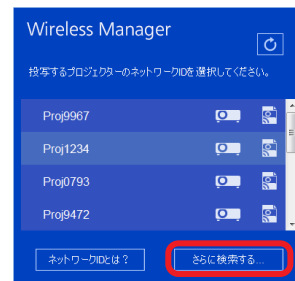 Wireless Manager
投写するプロジェクターのネットワークIDを選択してください。
Proj9967
Proj1234
Proj0793
Proj9472
ネットワークIDとは？
さらに検索する...